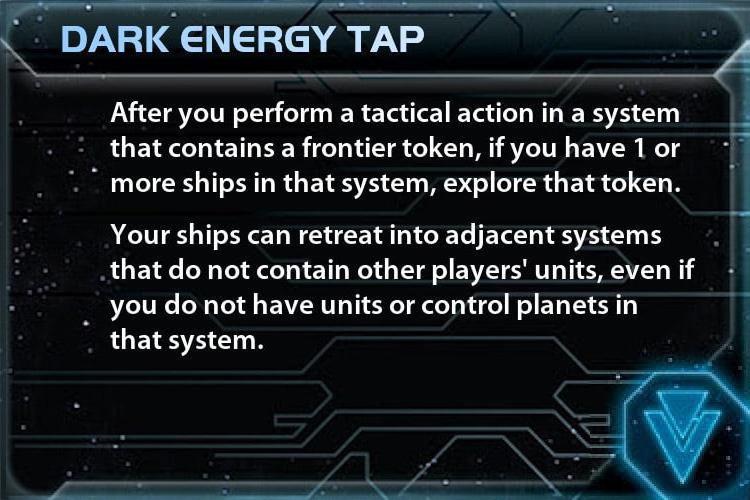 DARK ENERGY TAP
After you perform a tactical action in a system
that contains a frontier token, if you have 1 or
more ships in that system, explore that token.
Your ships can retreat into adjacent systems
that do not contain other players' units, even if
you do not have units or control planets in
that system.